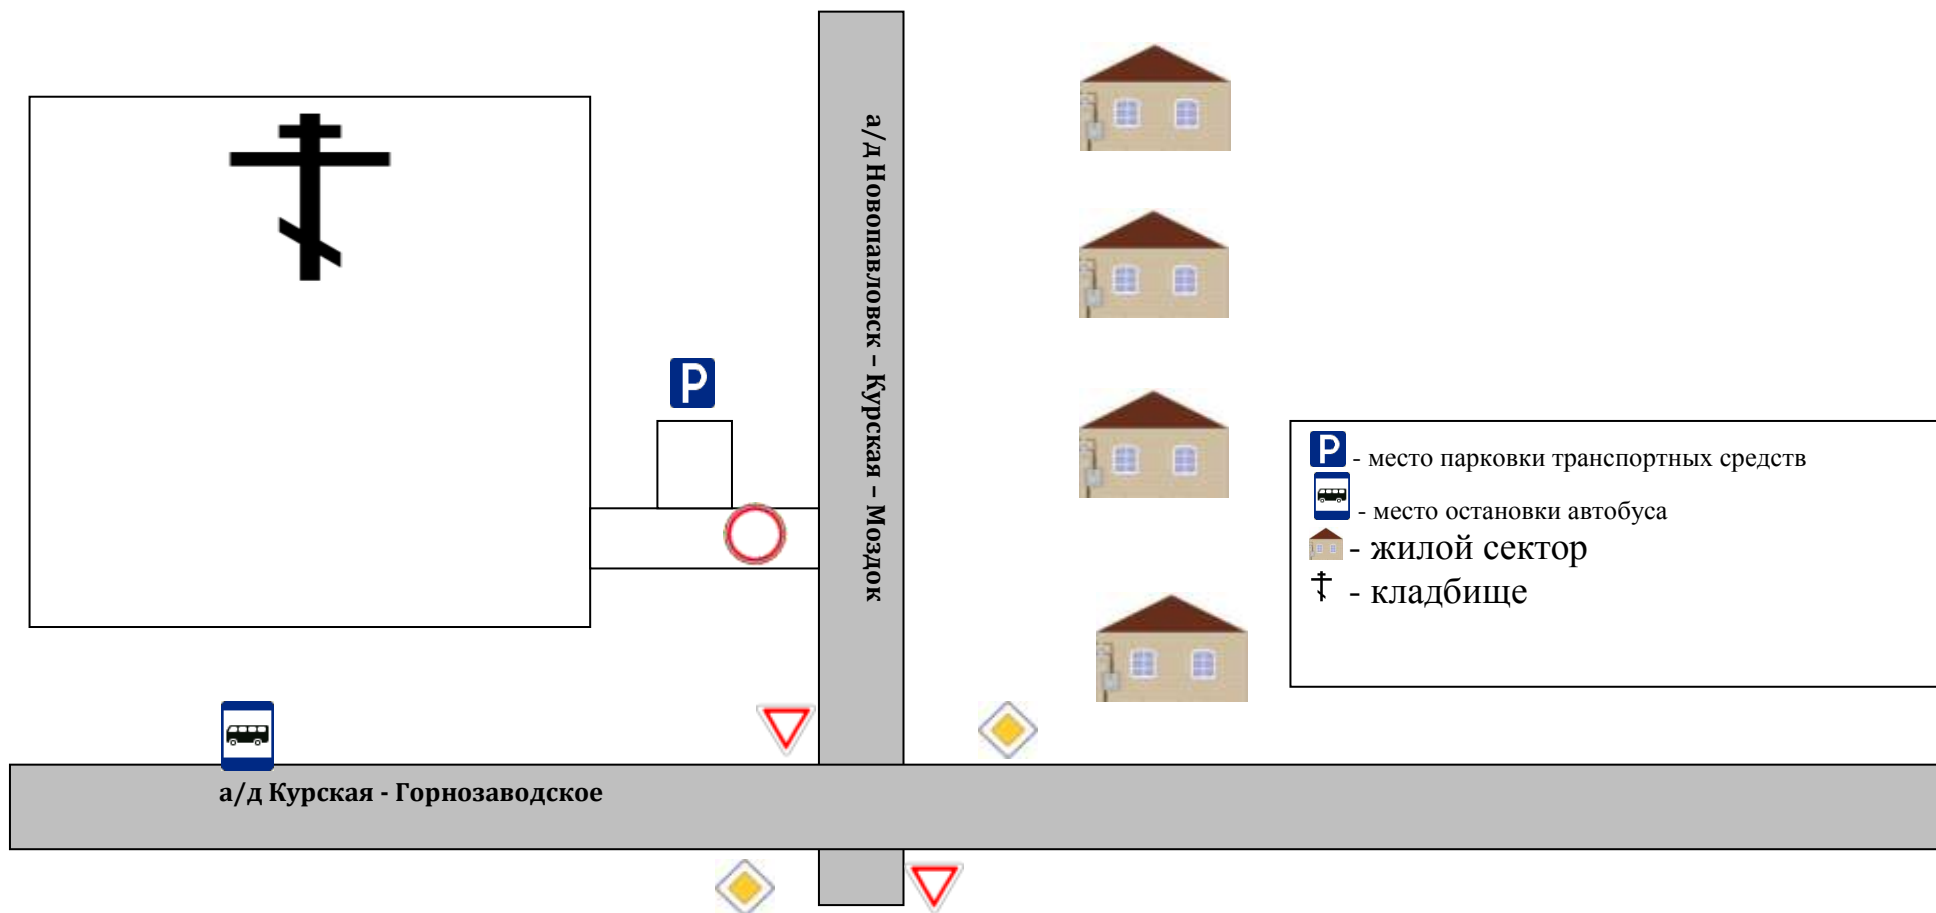 а/д Новопавловск – Курская – Моздок
P
P - место парковки транспортных средств
- место остановки автобуса
- жилой сектор
- кладбище
а/д Курская - Горнозаводское